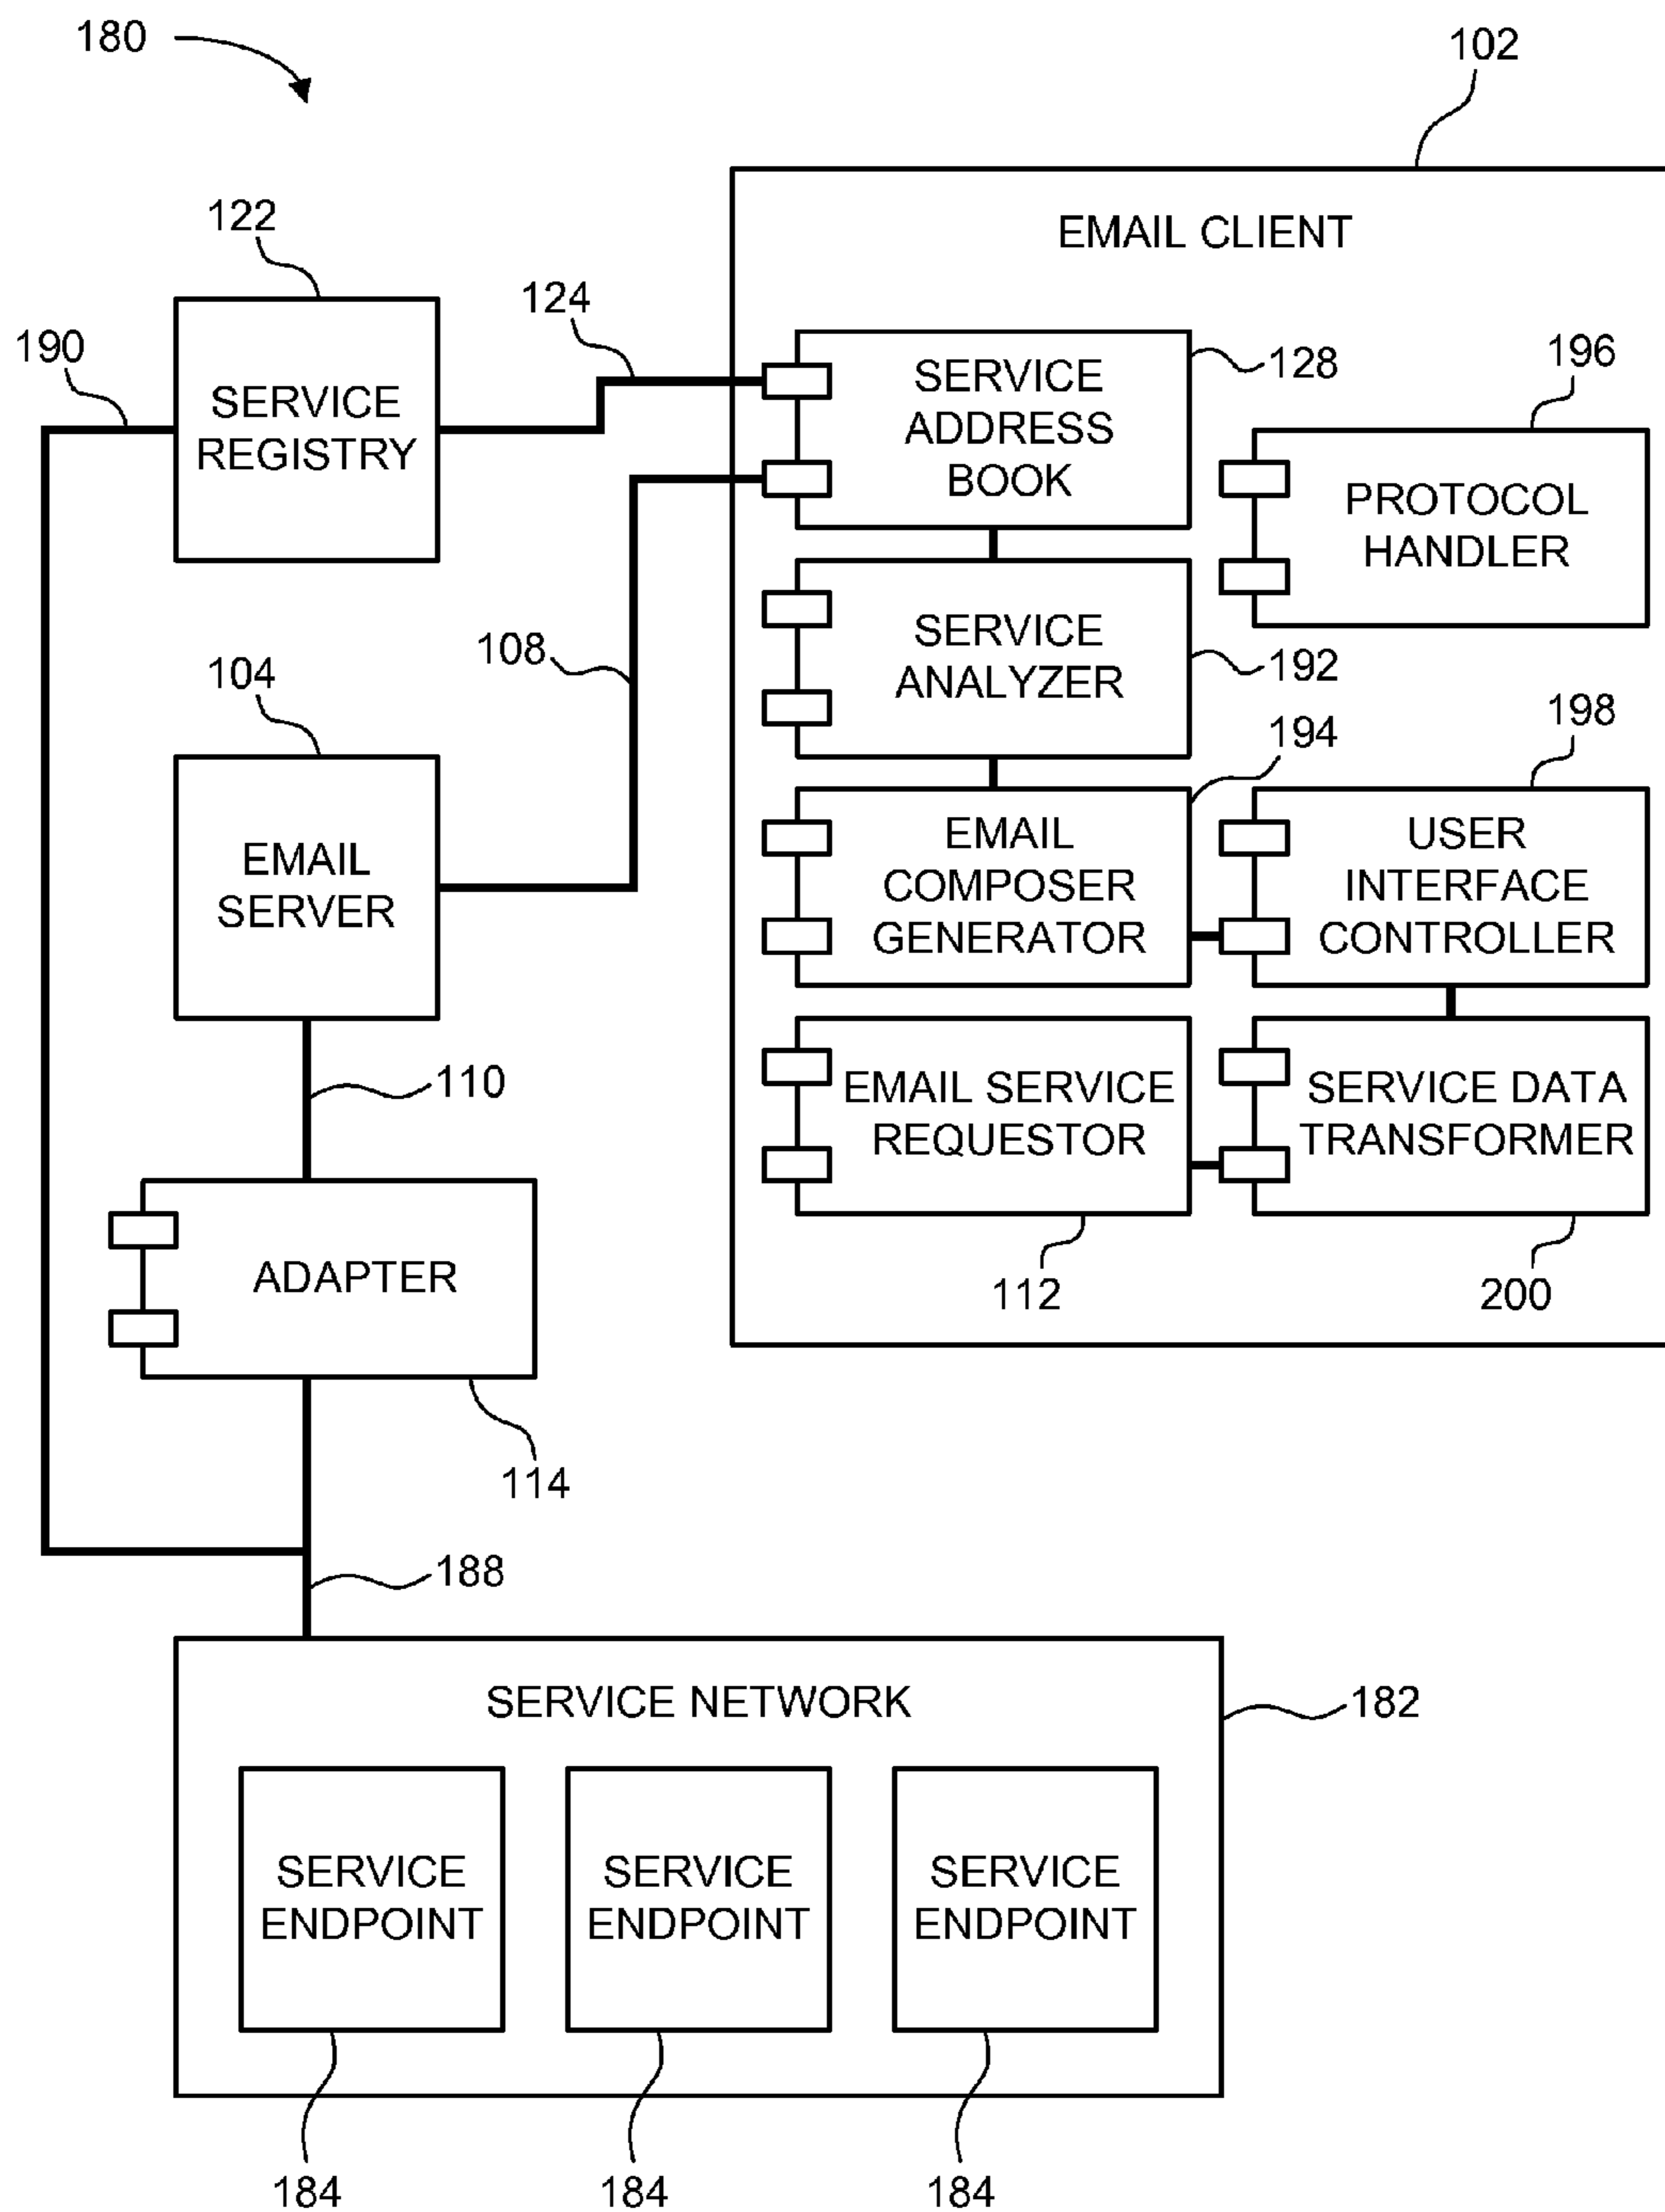 180
102
122
EMAIL CLIENT
124
190
SERVICE
REGISTRY
SERVICE
ADDRESS
BOOK
128
196
PROTOCOL
HANDLER
108
SERVICE
ANALYZER
192
104
194
198
EMAIL
SERVER
EMAIL
COMPOSER
GENERATOR
USER
INTERFACE
CONTROLLER
110
EMAIL SERVICE
REQUESTOR
SERVICE DATA
TRANSFORMER
ADAPTER
112
200
114
188
SERVICE NETWORK
182
SERVICE
ENDPOINT
SERVICE
ENDPOINT
SERVICE
ENDPOINT
184
184
184